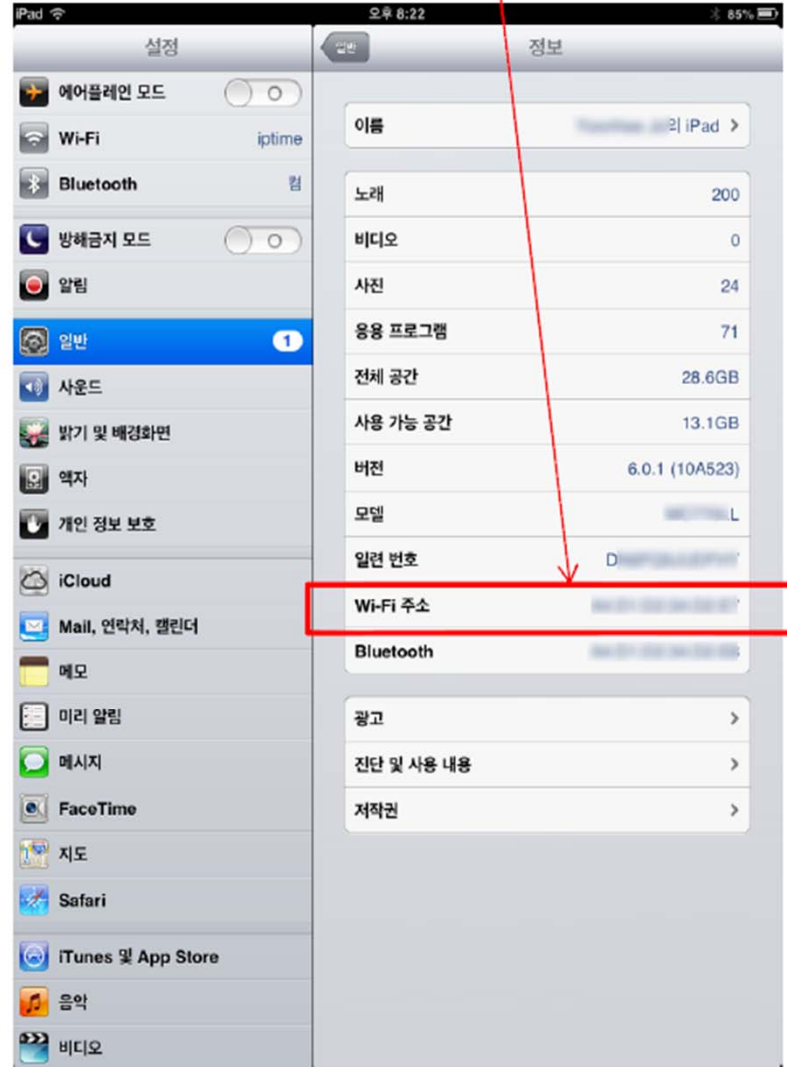 iPad 오후 8:22 85%
설정
에어플레인 모드
Wi-Fi iptime
Bluetooth 켬
방해금지 모드
알림
일반 1
사운드
밝기 및 배경화면
액자
개인 정보 보호
iCloud
Mail, 연락처, 캘린더
메모
미리 알림
메시지
FaceTime
지도
Safari
iTunes 및 App Store
음악
비디오
일반 정보
이름 의 iPad
노래 200
비디오 0
사진 24
응용 프로그램 71
전체 공간 28.6GB
사용 가능 공간 13.1GB
버전 6.0.1 (10A523)
모델
일련 번호
Wi-Fi 주소
Bluetooth
광고
진단 및 사용 내용
저작권